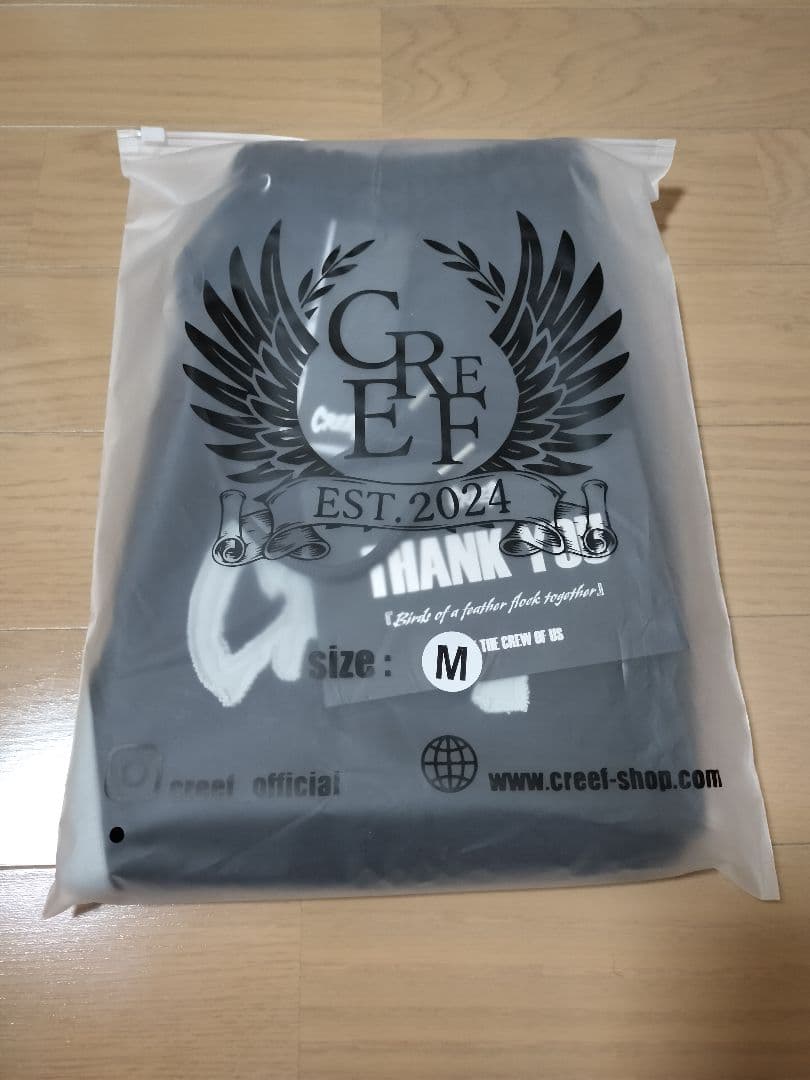 CREEF
EST. 2024
THANK YOU
『Birds of a feather flock together』
THE CREW OF US
size : M
creef_official
www.creef-shop.com